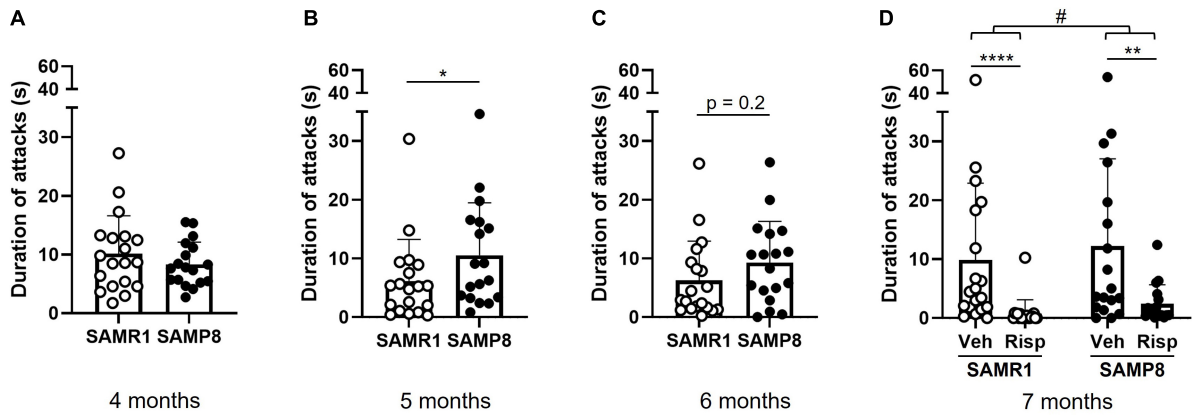 A
Duration of attacks (s)
60
40
30
20
10
0
SAMR1 SAMP8
4 months
B
Duration of attacks (s)
60
40
30
20
10
0
*
SAMR1 SAMP8
5 months
C
Duration of attacks (s)
60
40
30
20
10
0
p = 0.2
SAMR1 SAMP8
6 months
D
Duration of attacks (s)
60
40
30
20
10
0
#
**** **
Veh Risp Veh Risp
SAMR1 SAMP8
7 months